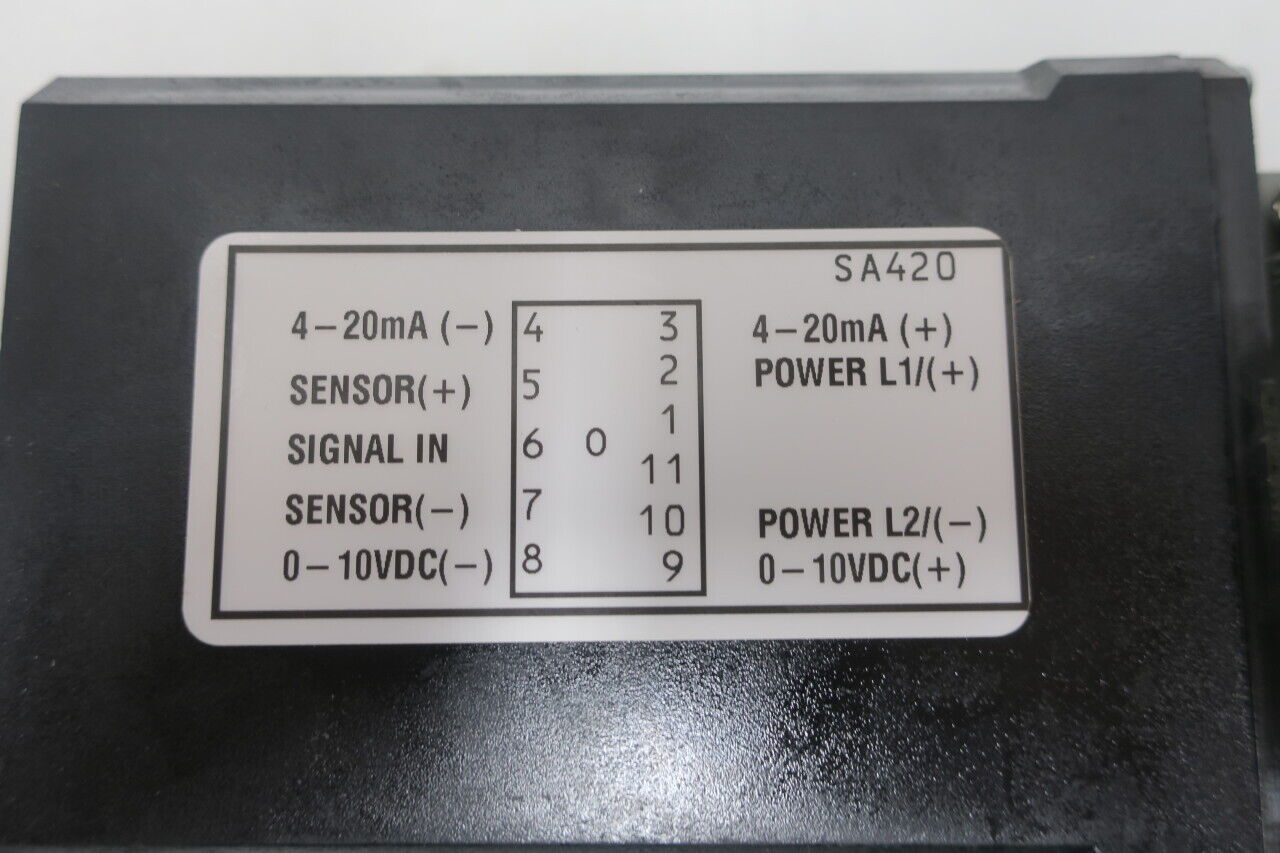 SA420
4-20mA (-) 4 3 4-20mA (+)
SENSOR(+) 5 2 POWER L1/(+)
1
SIGNAL IN 6 0
11
SENSOR(-) 7 10 POWER L2/(-)
0-10VDC(-) 8 9 0-10VDC(+)